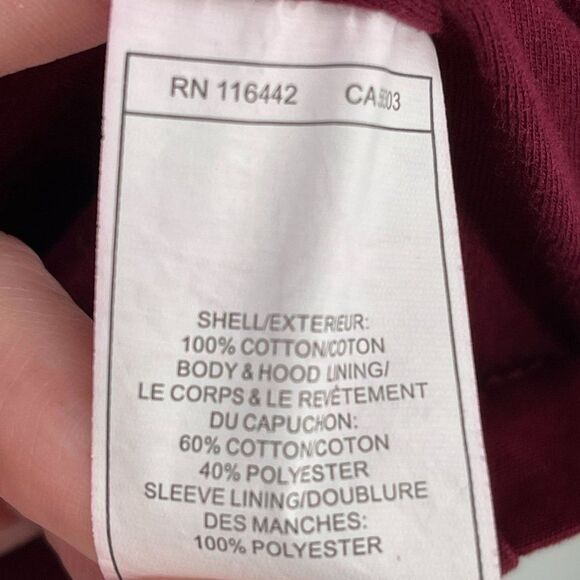 RN 116442
SHELL/EXTERIEUR:
100% COTTON/COTON
BODY & HOOD LINING/
LE CORPS & LE REVÊTEMENT
DU CAPUCHON:
60% COTTON/COTON
40% POLYESTER
SLEEVE LINING/DOUBLURE
DES MANCHES:
100% POLYESTER